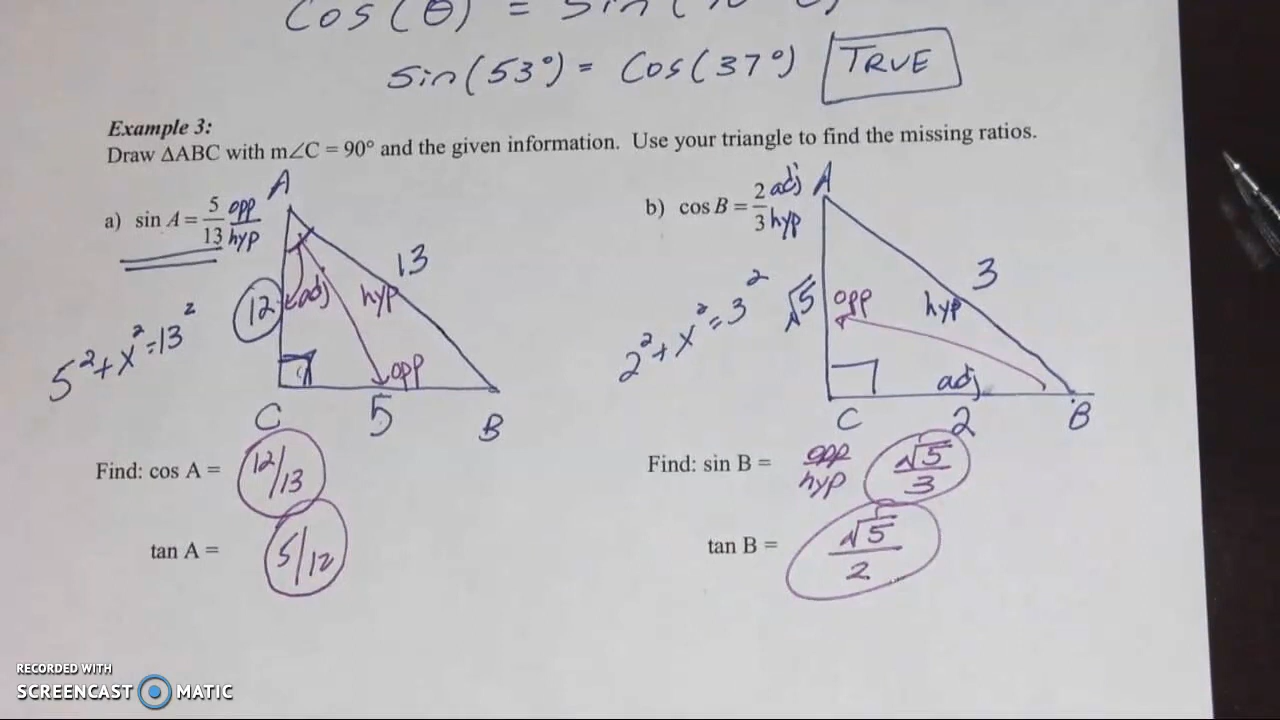 Cos(θ) = Sin(
Sin(53°) = Cos(37°) TRUE
Example 3:
Draw ΔABC with m∠C = 90° and the given information. Use your triangle to find the missing ratios.
a) sin A = 5/13 opp/hyp
A
13
12
adj
hyp
opp
5² + x² = 13²
C
5
B
b) cos B = 2/3 adj/hyp
A
3
√5
opp
hyp
adj
2² + x² = 3²
C
2
B
Find: cos A = 12/13
tan A = 5/12
Find: sin B = opp/hyp √5/3
tan B = √5/2
RECORDED WITH
SCREENCAST MATIC